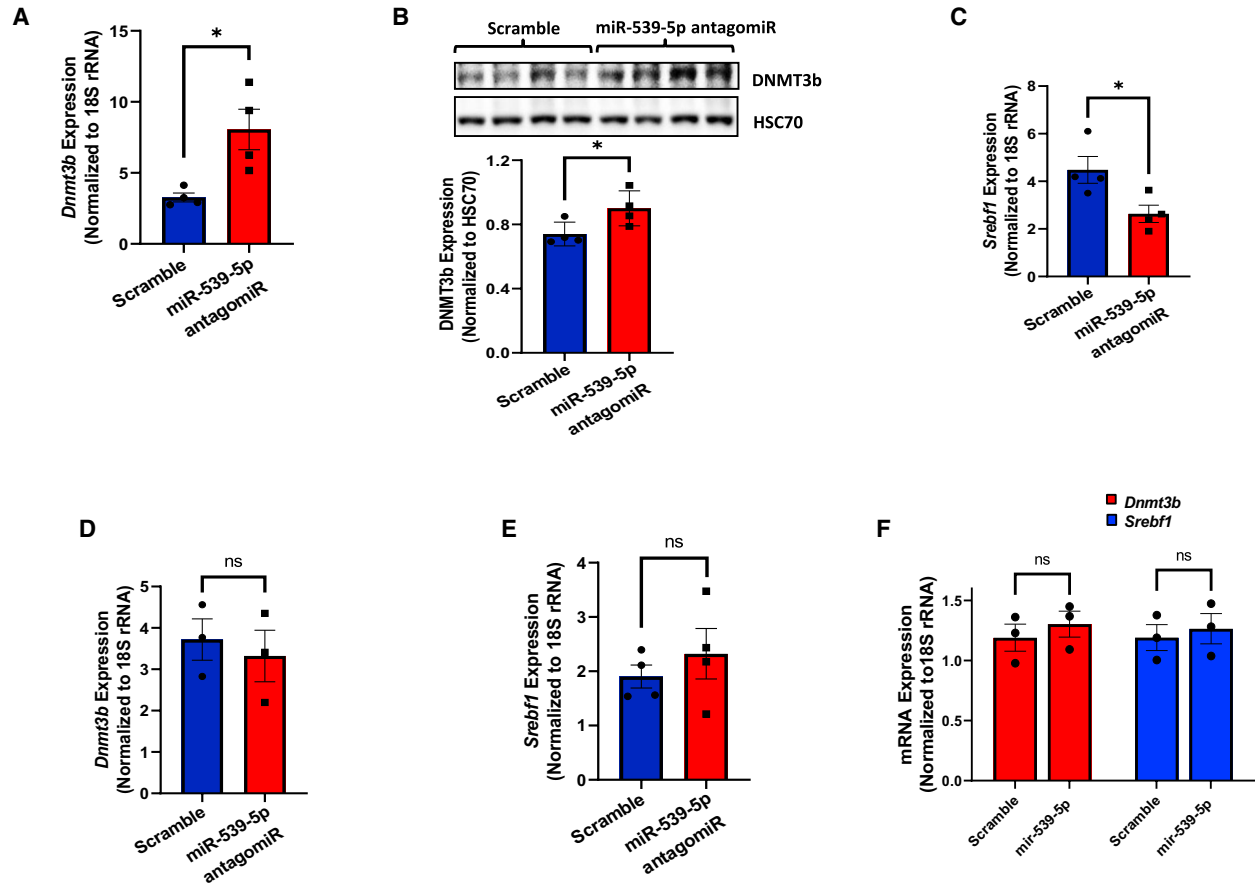 A
Dnmt3b Expression
(Normalized to 18S rRNA)
15
10
5
0
*
Scramble
miR-539-5p
antagomiR
B
Scramble
miR-539-5p antagomiR
DNMT3b
HSC70
DNMT3b Expression
(Normalized to HSC70)
1.2
0.8
0.4
0.0
*
Scramble
miR-539-5p
antagomiR
C
Srebf1 Expression
(Normalized to 18S rRNA)
8
6
4
2
0
*
Scramble
miR-539-5p
antagomiR
D
Dnmt3b Expression
(Normalized to 18S rRNA)
5
4
3
2
1
0
ns
Scramble
miR-539-5p
antagomiR
E
Srebf1 Expression
(Normalized to 18S rRNA)
4
3
2
1
0
ns
Scramble
miR-539-5p
antagomiR
F
Dnmt3b
Srebf1
mRNA Expression
(Normalized to18S rRNA)
1.5
1.0
0.5
0.0
ns
ns
Scramble
mir-539-5p
Scramble
mir-539-5p